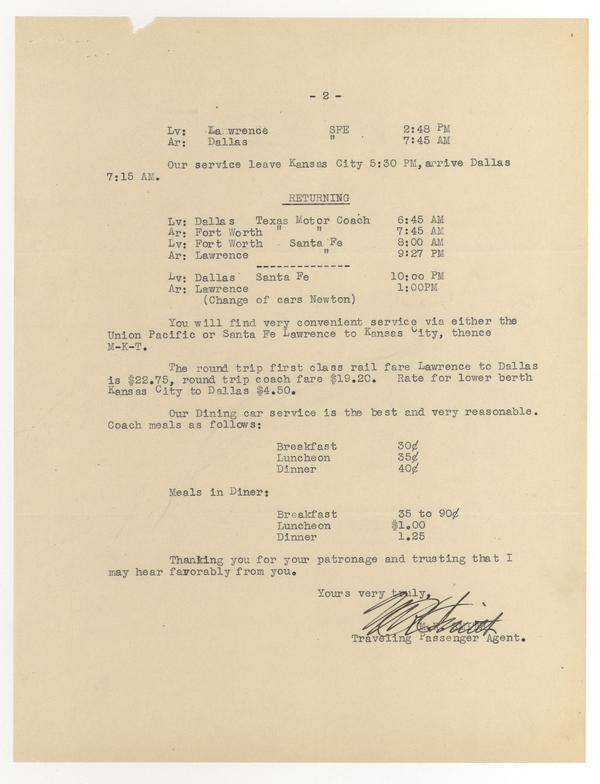 - 2 -
Lv: Lawrence SFE 2:48 PM
Ar: Dallas " 7:45 AM
Our service leave Kansas City 5:30 PM, arrive Dallas
7:15 AM.
RETURNING
Lv: Dallas Texas Motor Coach 6:45 AM
Ar: Fort Worth " " 7:45 AM
Lv: Fort Worth Santa Fe 8:00 AM
Ar: Lawrence " 9:27 PM
--------------
Lv: Dallas Santa Fe 10:00 PM
Ar: Lawrence 1:00PM
(Change of cars Newton)
You will find very convenient service via either the
Union Pacific or Santa Fe Lawrence to Kansas City, thence
M-K-T.
The round trip first class rail fare Lawrence to Dallas
is $22.75, round trip coach fare $19.20. Rate for lower berth
Kansas City to Dallas $4.50.
Our Dining car service is the best and very reasonable.
Coach meals as follows:
Breakfast 30¢
Luncheon 35¢
Dinner 40¢
Meals in Diner:
Breakfast 35 to 90¢
Luncheon $1.00
Dinner 1.25
Thanking you for your patronage and trusting that I
may hear favorably from you.
Yours very truly,
Traveling Passenger Agent.